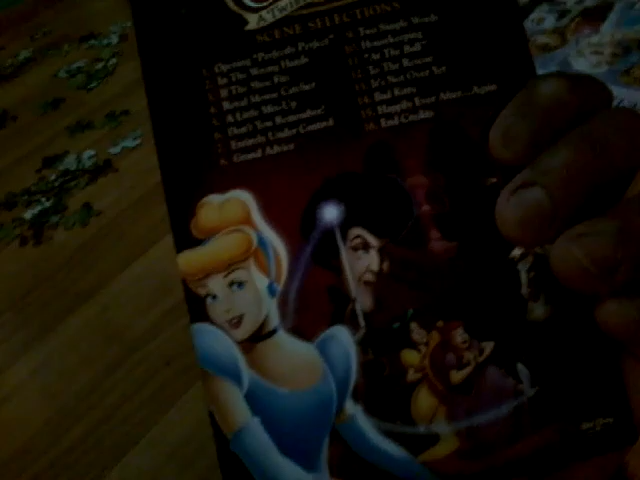 A TWIST
SCENE SELECTIONS
1. Opening "Perfectly Perfect"
2. In The Wrong Hands
3. If The Shoe Fits
4. Royal Mouse Catcher
5. A Little Mix-Up
6. Don't You Remember?
7. Entirely Under Control
8. Grand Advice
9. Two Simple Words
10. Housekeeping
11. "At The Ball"
12. To The Rescue
13. It's Not Over Yet
14. Bad Kitty
15. Happily Ever After...Again
16. End Credits